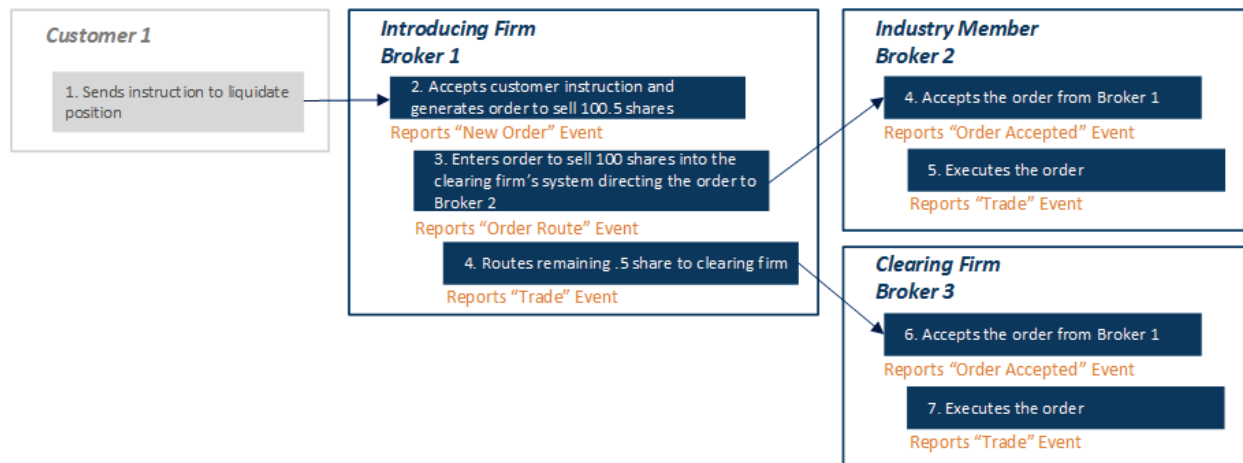 Customer 1
1. Sends instruction to liquidate
position
Introducing Firm
Broker 1
2. Accepts customer instruction and
generates order to sell 100.5 shares
Reports “New Order” Event
3. Enters order to sell 100 shares into the
clearing firm’s system directing the order to
Broker 2
Reports “Order Route” Event
4. Routes remaining .5 share to clearing firm
Reports “Trade” Event
Industry Member
Broker 2
4. Accepts the order from Broker 1
Reports “Order Accepted” Event
5. Executes the order
Reports “Trade” Event
Clearing Firm
Broker 3
6. Accepts the order from Broker 1
Reports “Order Accepted” Event
7. Executes the order
Reports “Trade” Event